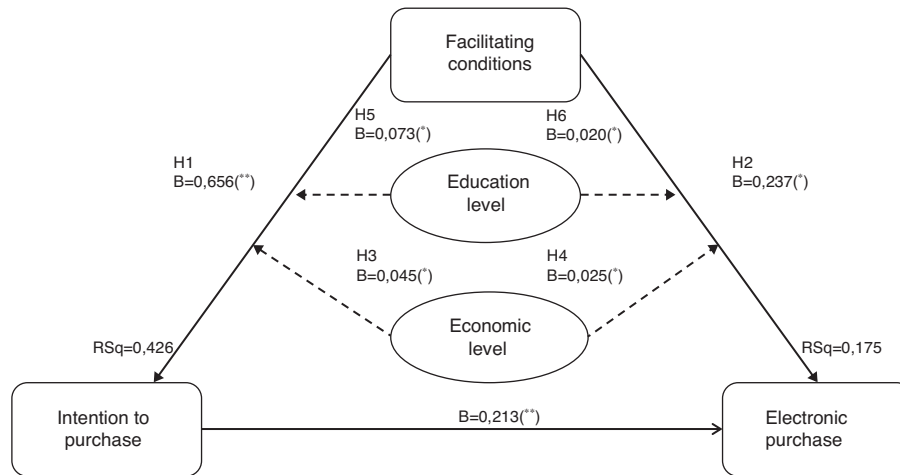 Facilitating
conditions
H5
B=0,073(*)
H6
B=0,020(*)
H1
B=0,656(**)
H2
B=0,237(*)
Education
level
H3
B=0,045(*)
H4
B=0,025(*)
Economic
level
RSq=0,426
RSq=0,175
Intention to
purchase
B=0,213(**)
Electronic
purchase